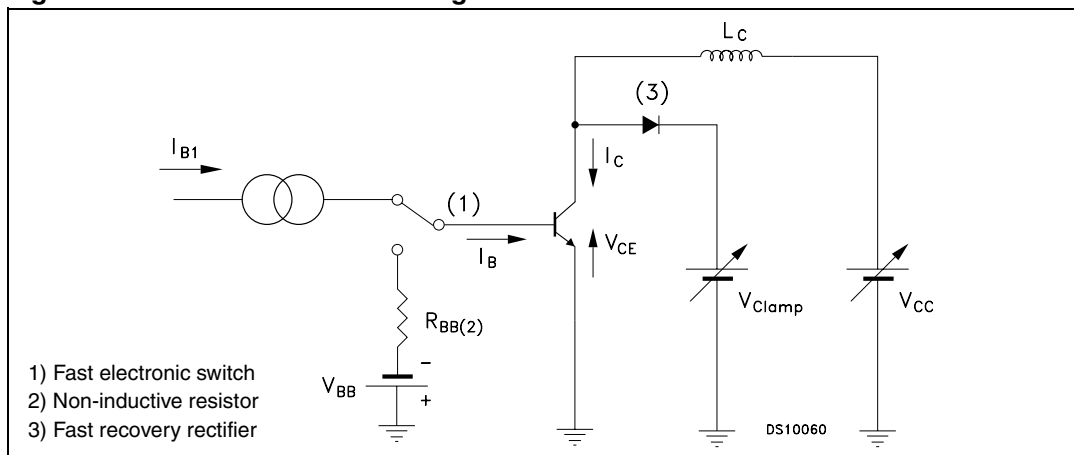 L_C
(3)
I_B1
I_C
(1)
I_B
V_CE
V_Clamp
V_CC
R_BB(2)
−
V_BB
+
1) Fast electronic switch
2) Non-inductive resistor
3) Fast recovery rectifier
DS10060